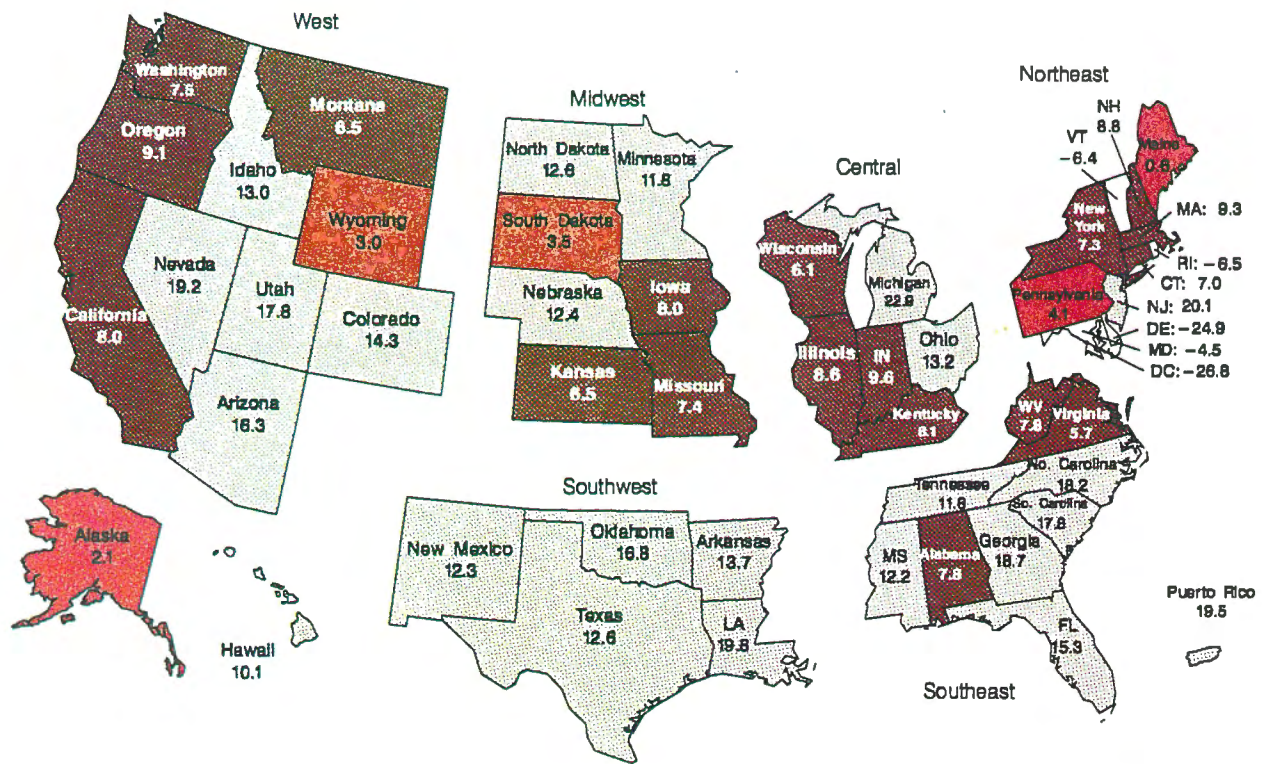 West
Washington
7.5
Montana
6.5
Oregon
9.1
Idaho
13.0
Wyoming
3.0
Nevada
19.2
Utah
17.8
Colorado
14.3
California
8.0
Arizona
16.3
Alaska
2.1
Hawaii
10.1
Midwest
North Dakota
12.8
Minnesota
11.8
South Dakota
3.5
Nebraska
12.4
Iowa
8.0
Kansas
6.5
Missouri
7.4
Southwest
New Mexico
12.3
Oklahoma
16.8
Arkansas
13.7
Texas
12.6
LA
19.8
Central
Wisconsin
6.1
Michigan
22.9
Illinois
8.6
IN
9.6
Ohio
13.2
Kentucky
Northeast
NH
8.8
VT
-6.4
Maine
New
York
7.3
MA: 9.3
RI: -6.5
CT: 7.0
NJ: 20.1
DE: -24.9
MD: -4.5
DC: -26.8
Pennsylvania
4.1
WV
7.8
Virginia
5.7
No. Carolina
18.2
Tennessee
11.8
So. Carolina
17.8
MS
12.2
Alabama
7.8
Georgia
18.7
FL
15.3
Southeast
Puerto Rico
19.5